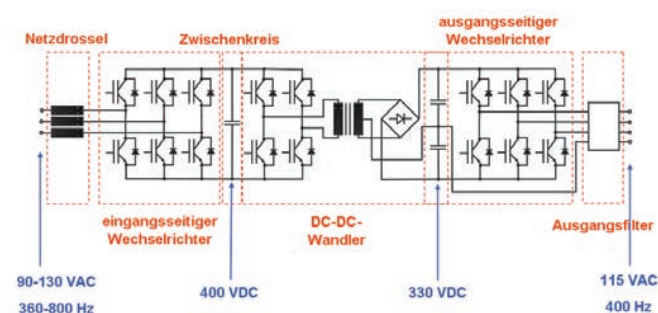 Netzdrossel
Zwischenkreis
ausgangsseitiger
Wechselrichter
eingangsseitiger
Wechselrichter
DC-DC-
Wandler
Ausgangsfilter
90-130 VAC
360-800 Hz
400 VDC
330 VDC
115 VAC
400 Hz